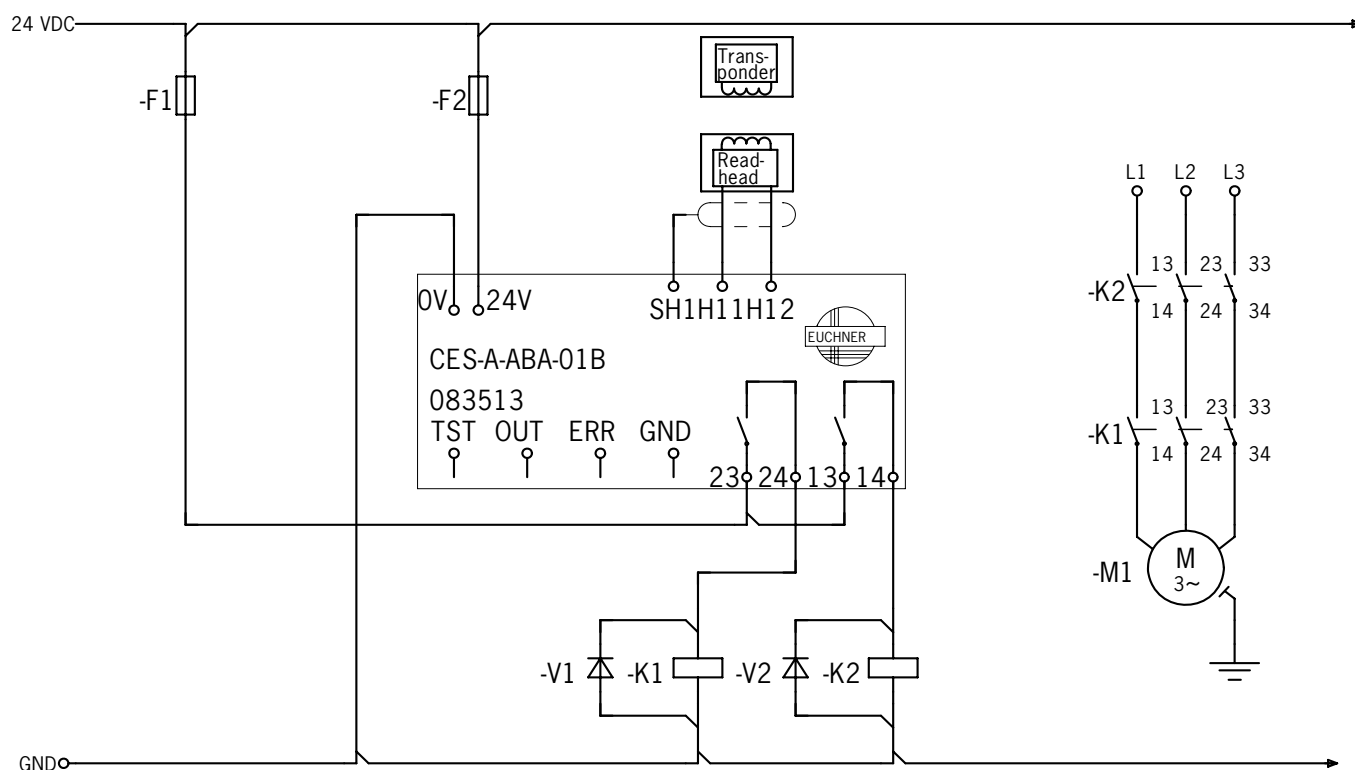 24 VDC
Trans-
ponder
-F1
-F2
Read-
head
L1 L2 L3
0V 24V
SH1 H11 H12
13 23 33
-K2
14 24 34
EUCHNER
CES-A-ABA-01B
083513
TST OUT ERR GND
13 23 33
-K1
14 24 34
23 24 13 14
M
3~
-M1
-V1 -K1 -V2 -K2
GND